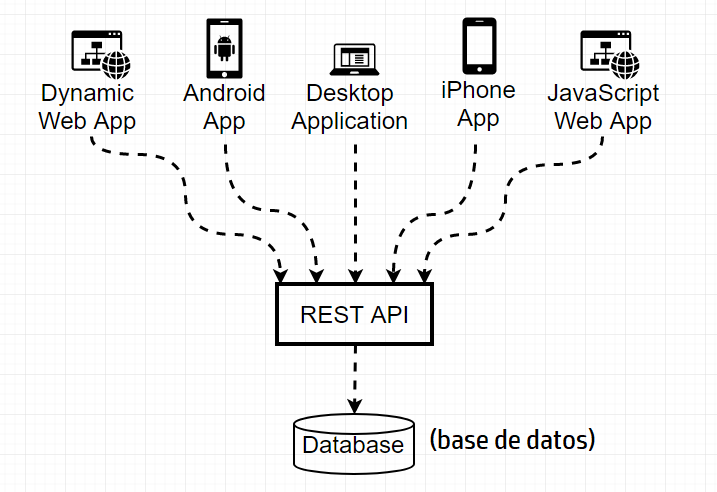 Dynamic
Web App
Android
App
Desktop
Application
iPhone
App
JavaScript
Web App
REST API
Database
(base de datos)